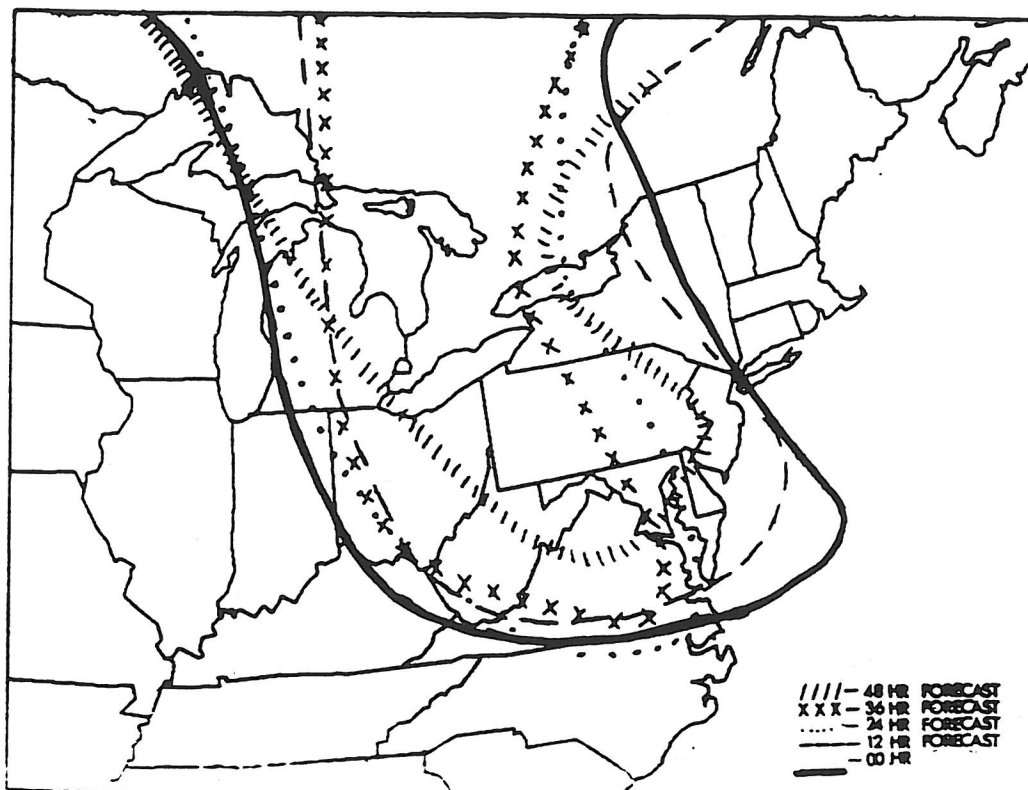 //// — 48 HR FORECAST
X X X — 36 HR FORECAST
..... — 24 HR FORECAST
— 12 HR FORECAST
— 00 HR